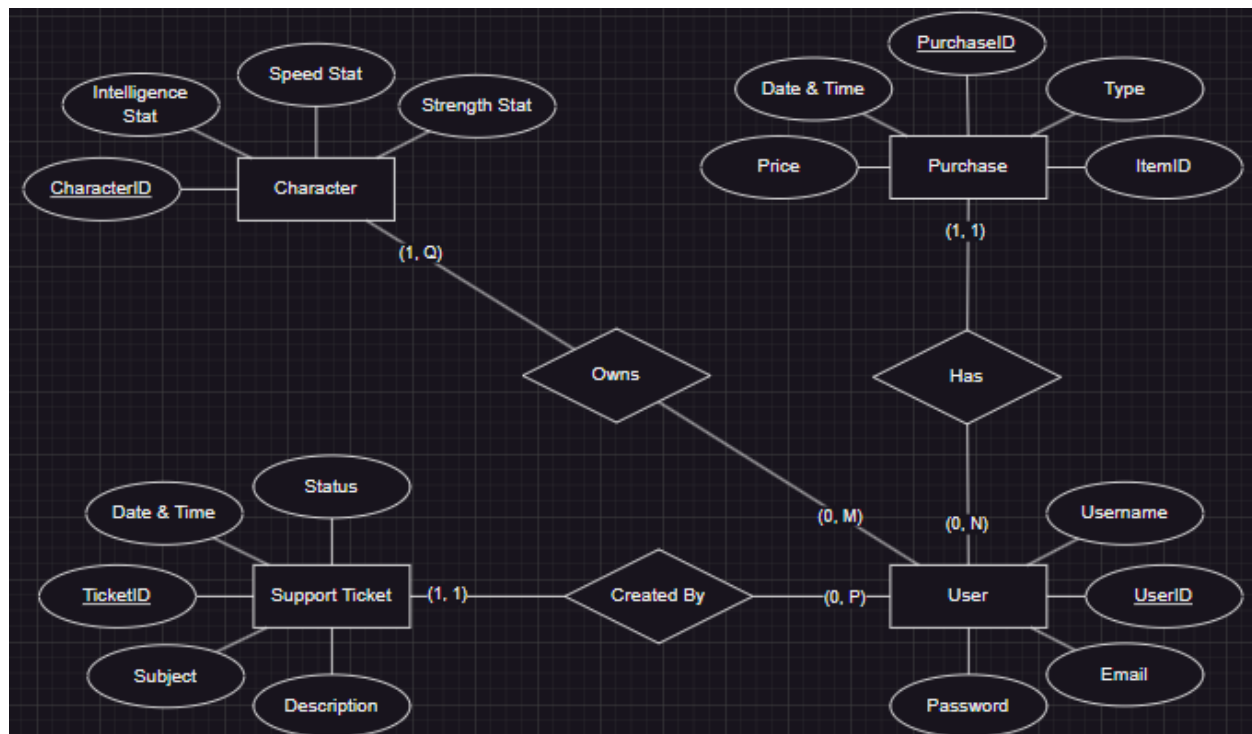 PurchaseID
Speed Stat
Intelligence
Stat
Strength Stat
Date & Time
Type
CharacterID
Character
Price
Purchase
ItemID
(1, Q)
(1, 1)
Owns
Has
Status
Date & Time
(0, M)
(0, N)
Username
TicketID
Support Ticket
(1, 1)
Created By
(0, P)
User
UserID
Subject
Description
Email
Password